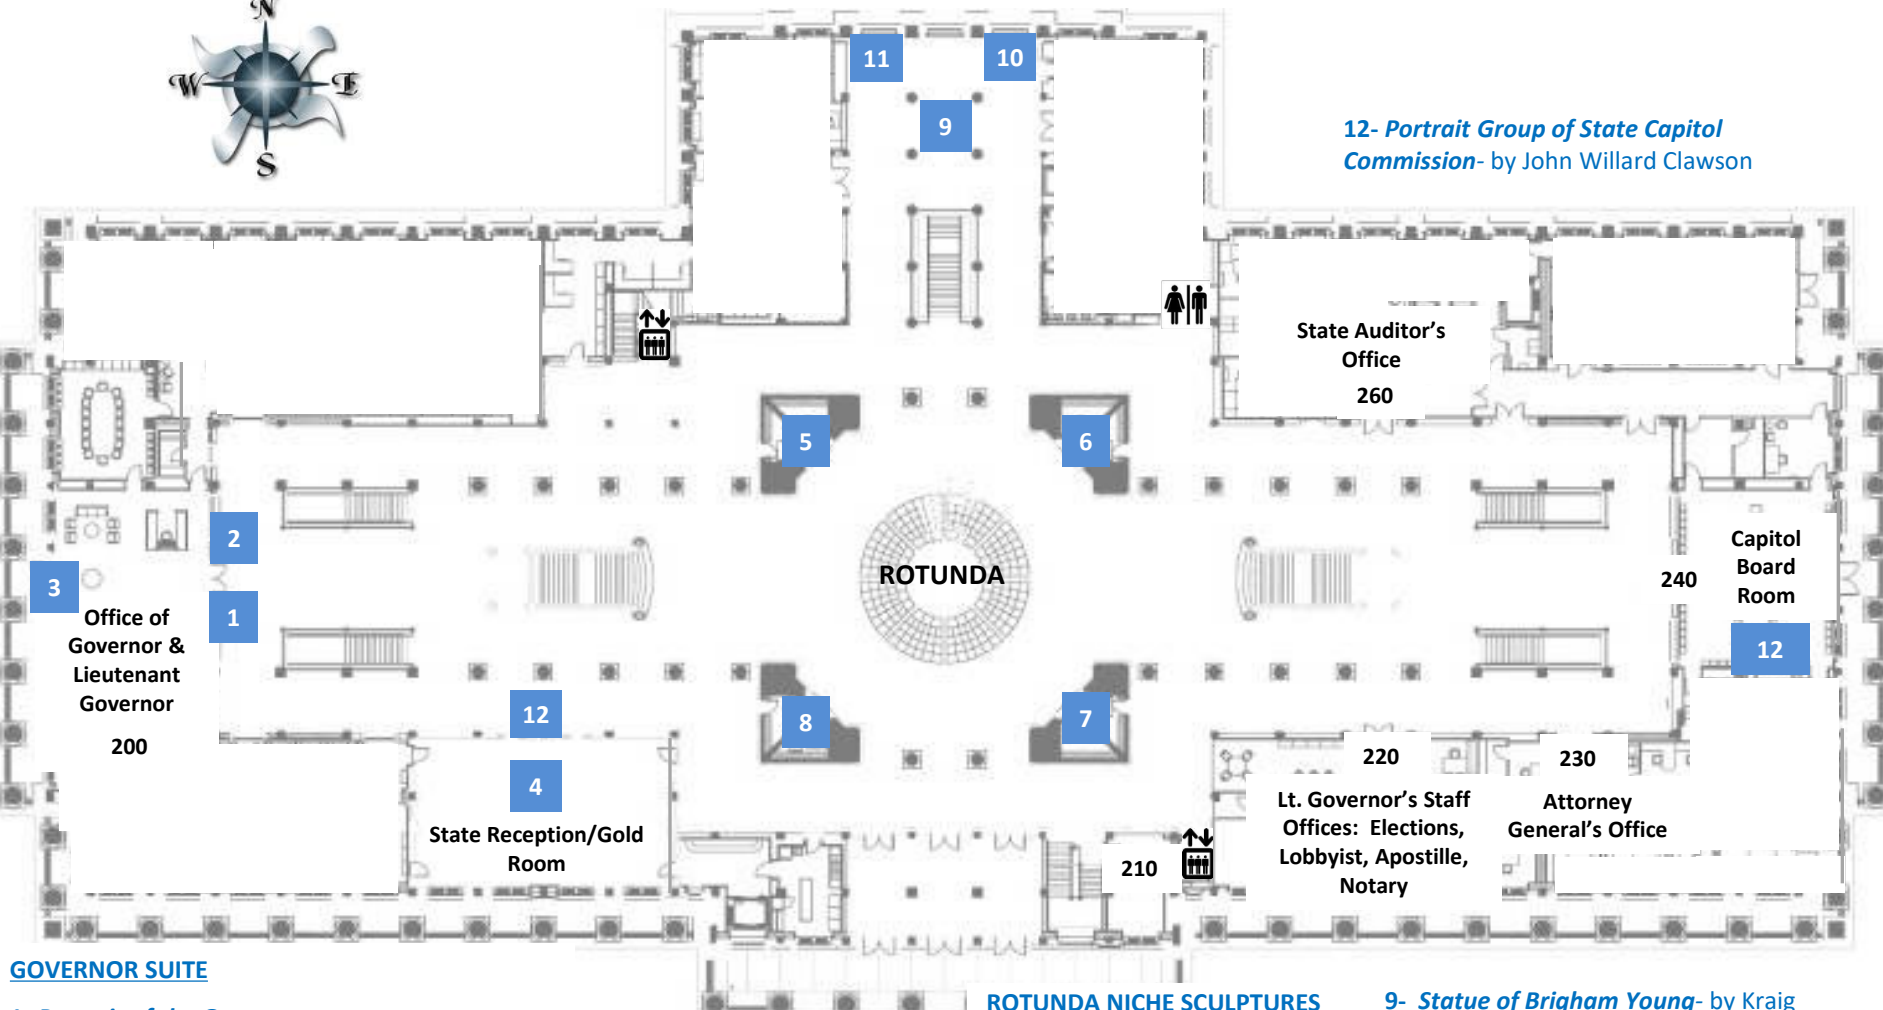 N
W
E
S
11
10
9
12- Portrait Group of State Capitol
Commission- by John Willard Clawson
State Auditor's
Office
260
5
6
2
3
1
Office of
Governor &
Lieutenant
Governor
200
ROTUNDA
Capitol
Board
Room
240
12
12
4
State Reception/Gold
Room
8
7
220
230
Lt. Governor's Staff
Offices: Elections,
Lobbyist, Apostille,
Notary
Attorney
General's Office
210
GOVERNOR SUITE
ROTUNDA NICHE SCULPTURES
9- Statue of Brigham Young- by Kraig